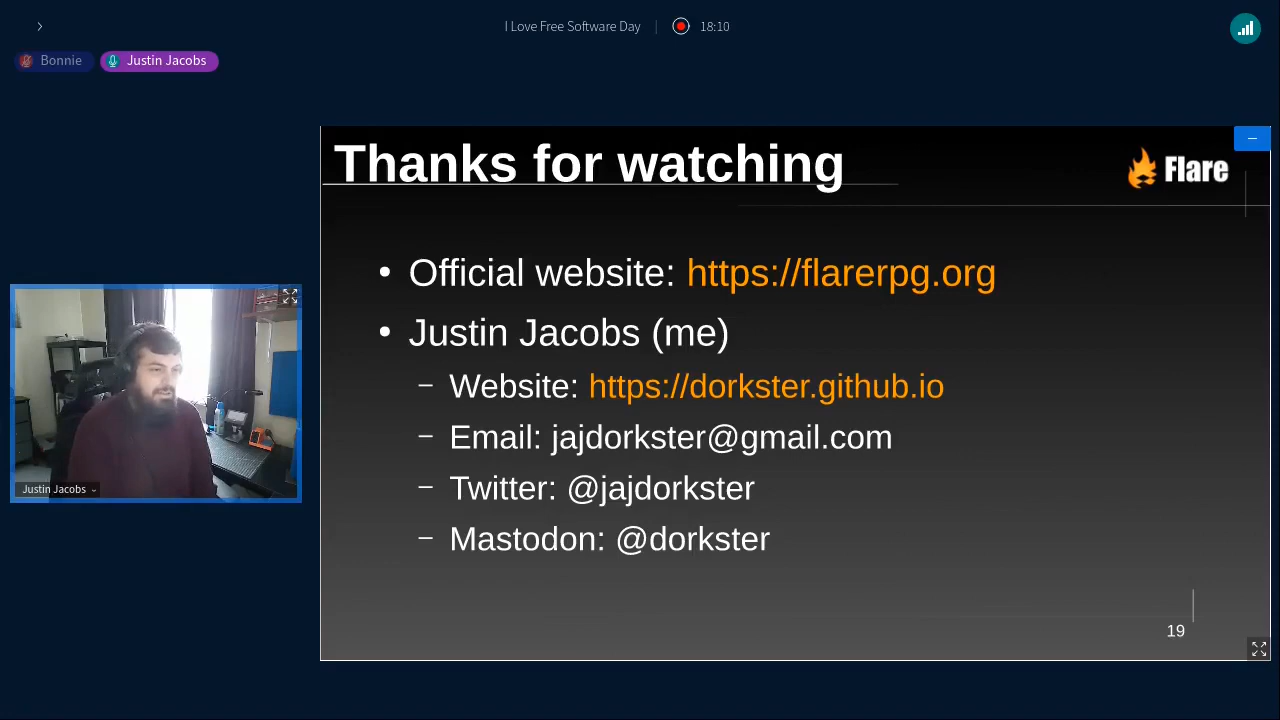 I Love Free Software Day
18:10
Bonnie
Justin Jacobs
Thanks for watching
Flare
• Official website: https://flarerpg.org
• Justin Jacobs (me)
– Website: https://dorkster.github.io
– Email: jajdorkster@gmail.com
– Twitter: @jajdorkster
– Mastodon: @dorkster
19
Justin Jacobs